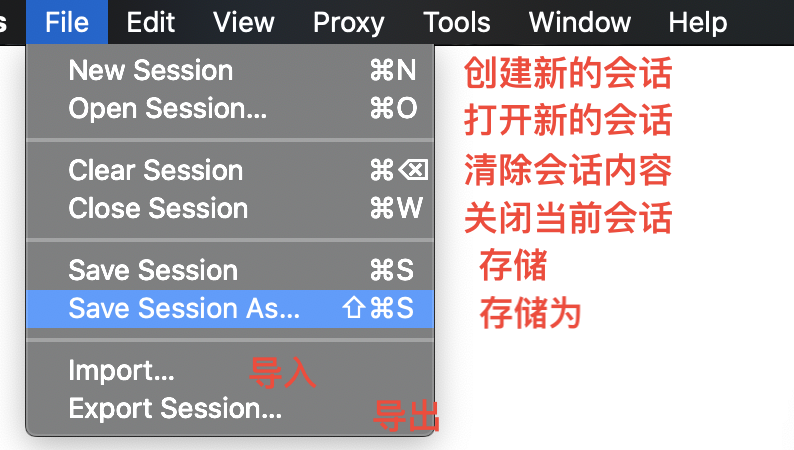 s File Edit View Proxy Tools Window Help
New Session ⌘N 创建新的会话
Open Session... ⌘O 打开新的会话
Clear Session ⌘⌫ 清除会话内容
Close Session ⌘W 关闭当前会话
Save Session ⌘S 存储
Save Session As... ⇧⌘S 存储为
Import... 导入
Export Session... 导出